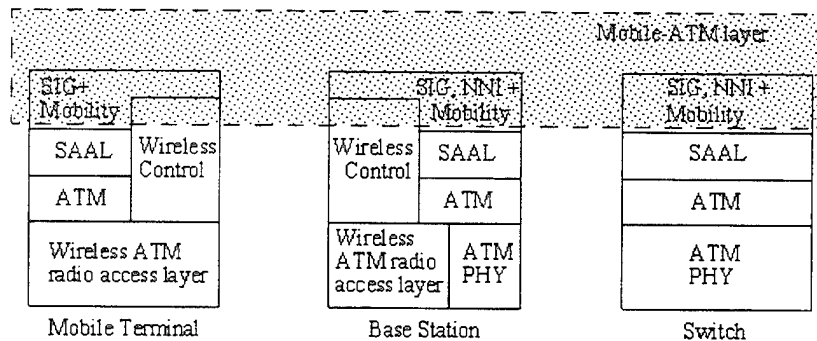 Mobile-ATM layer
SIG+
Mobility
SAAL
Wireless
Control
ATM
Wireless ATM
radio access layer
Mobile Terminal
SIG, NNI +
Mobility
Wireless
Control
SAAL
ATM
Wireless
ATM radio
access layer
ATM
PHY
Base Station
SIG, NNI +
Mobility
SAAL
ATM
ATM
PHY
Switch